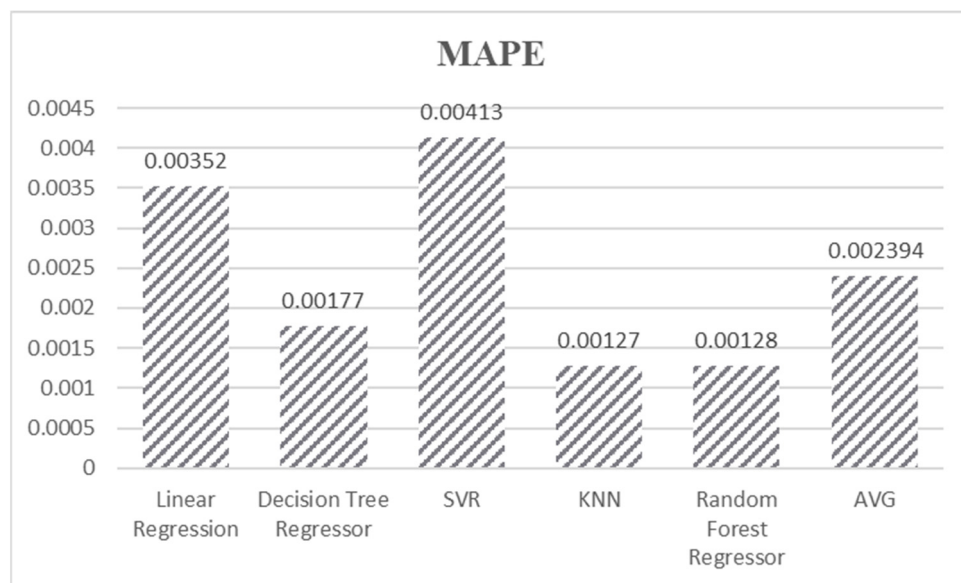 MAPE
0.0045
0.004
0.0035
0.003
0.0025
0.002
0.0015
0.001
0.0005
0
0.00352
0.00177
0.00413
0.00127
0.00128
0.002394
Linear
Regression
Decision Tree
Regressor
SVR
KNN
Random
Forest
Regressor
AVG